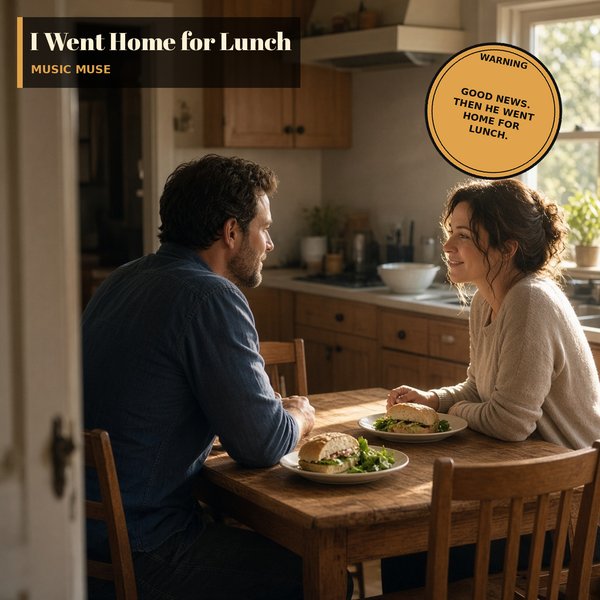 I Went Home for Lunch
MUSIC MUSE
WARNING
GOOD NEWS.
THEN HE WENT
HOME FOR
LUNCH.